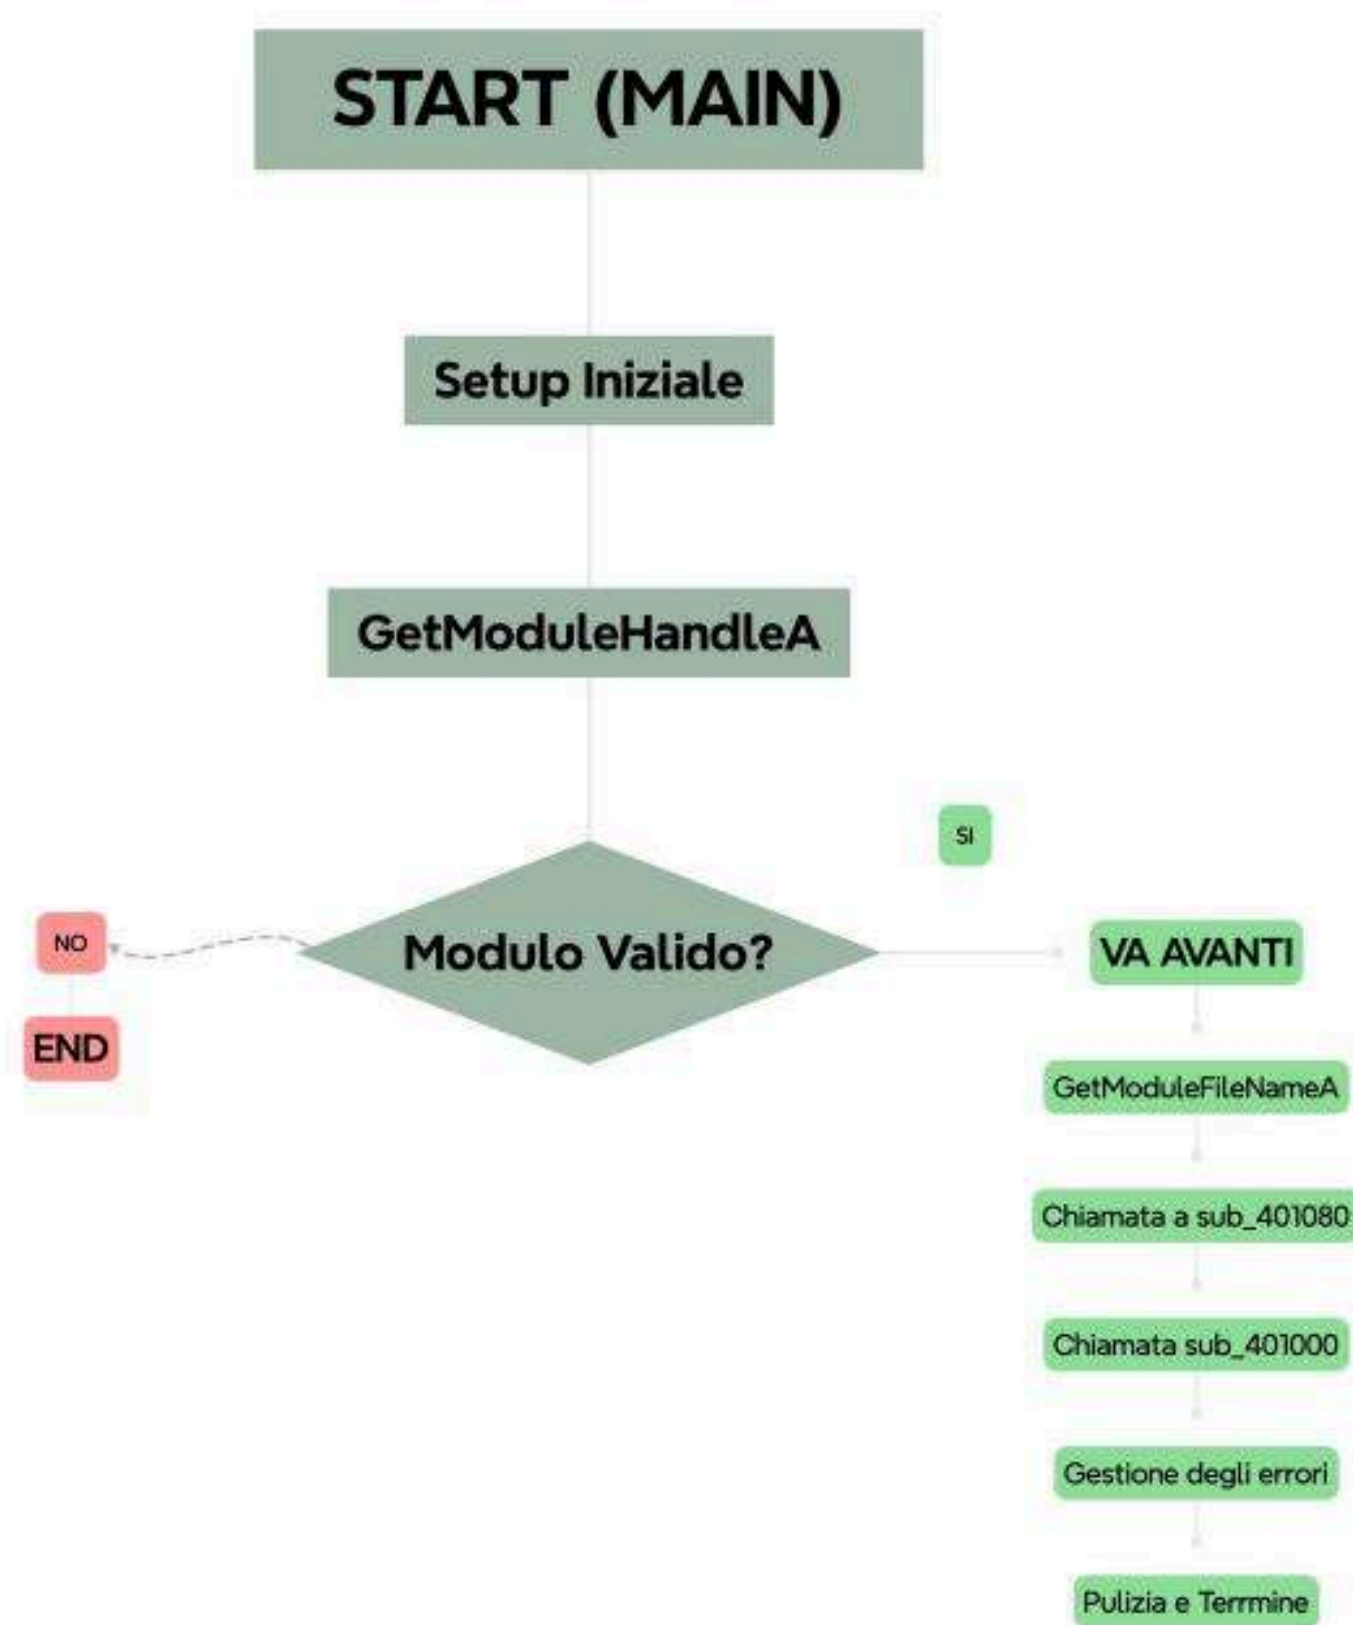 START (MAIN)
Setup Iniziale
GetModuleHandleA
SI
NO
Modulo Valido?
VA AVANTI
END
GetModuleFileNameA
Chiamata a sub_401080
Chiamata sub_401000
Gestione degli errori
Pulizia e Terrmine